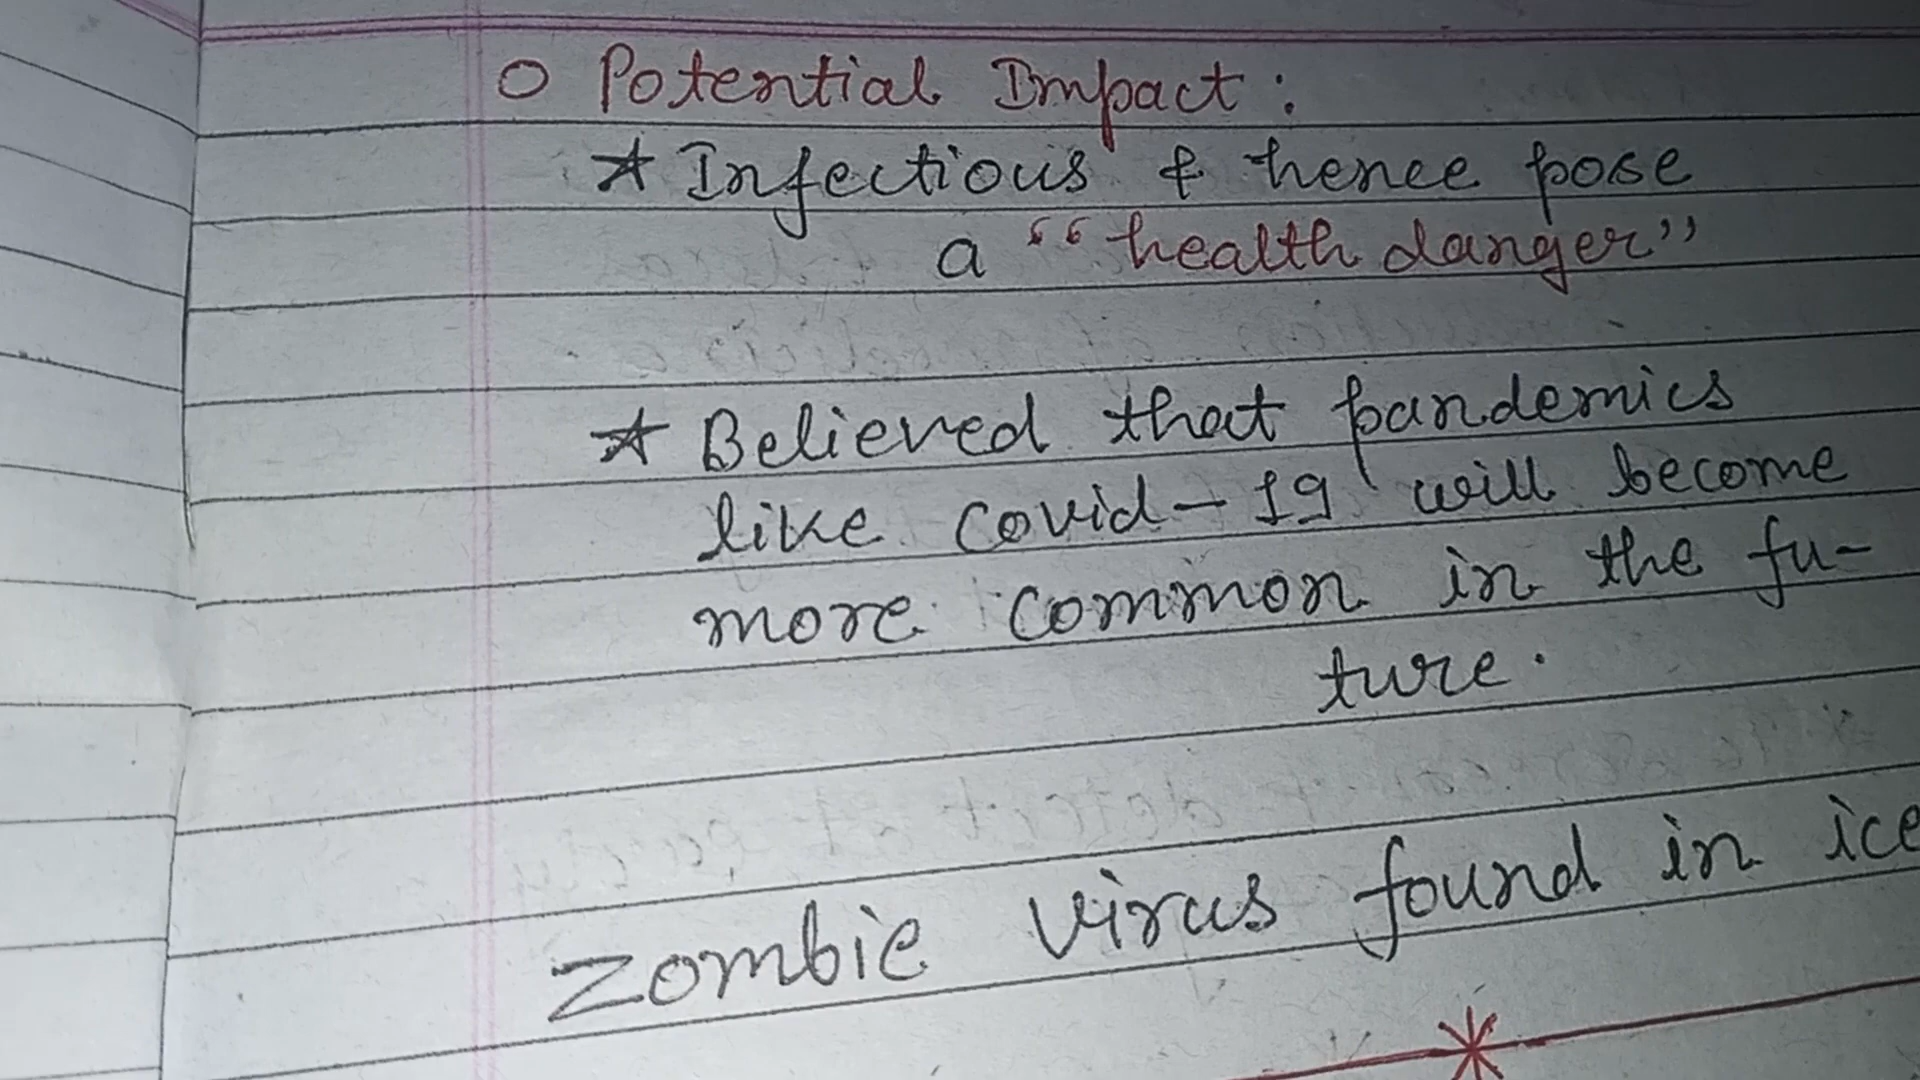 ○ Potential Impact :
☆ Infectious & hence pose
a “health danger”
☆ Believed that pandemics
like covid-19 will become
more common in the fu-
ture.
Zombie virus found in ice